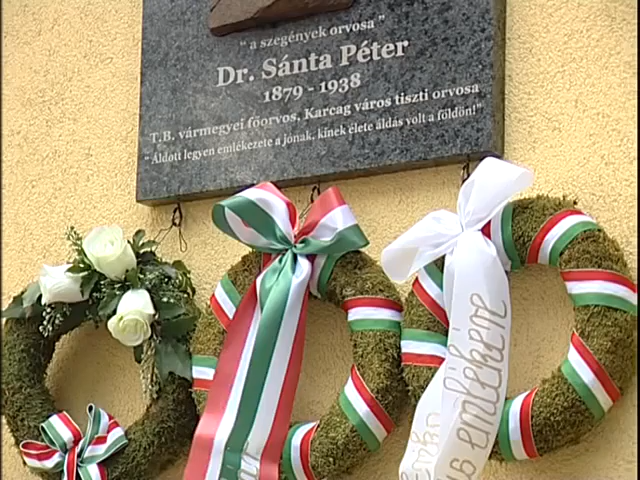 " a szegények orvosa "
Dr. Sánta Péter
1879 - 1938
T.B. vármegyei főorvos, Karcag város tiszti orvosa
" Áldott legyen emlékezete a jónak, kinek élete áldás volt a földön!"
emlékére